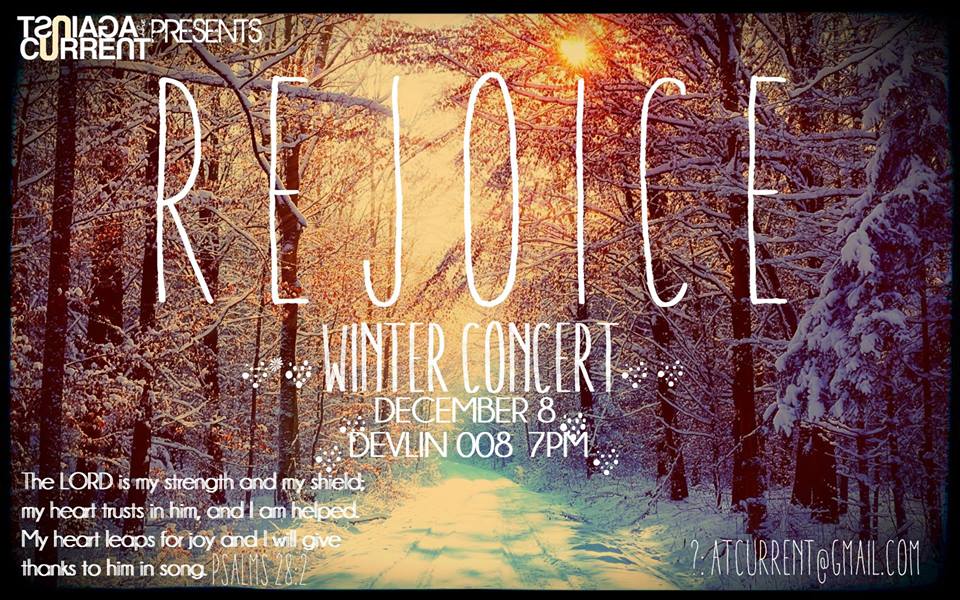 AGAINST
CURRENT PRESENTS
REJOICE
WINTER CONCERT
DECEMBER 8
DEVLIN 008 7PM
The LORD is my strength and my shield;
my heart trusts in him, and I am helped.
My heart leaps for joy and I will give
thanks to him in song. PSALMS 28:2
?: ATCURRENT@GMAIL.COM